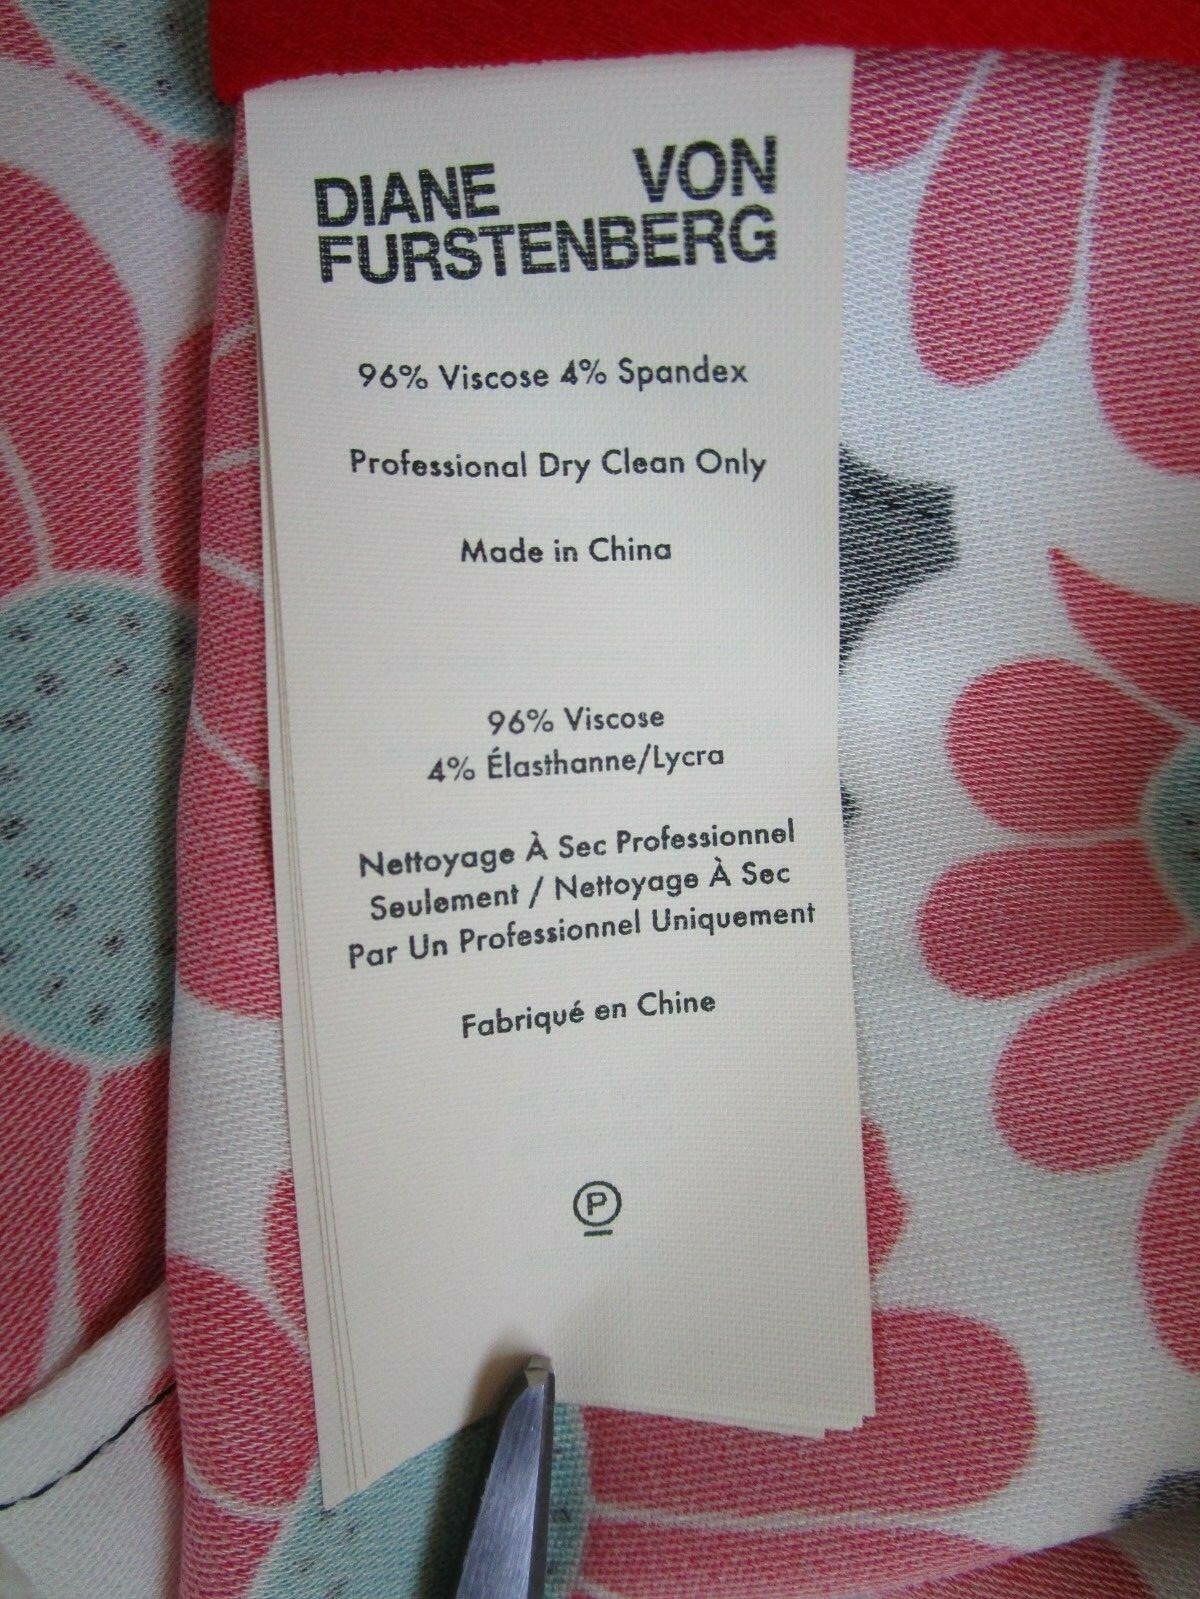 DIANE VON
FURSTENBERG
96% Viscose 4% Spandex
Professional Dry Clean Only
Made in China
96% Viscose
4% Élasthanne/Lycra
Nettoyage À Sec Professionnel
Seulement / Nettoyage À Sec
Par Un Professionnel Uniquement
Fabriqué en Chine
P